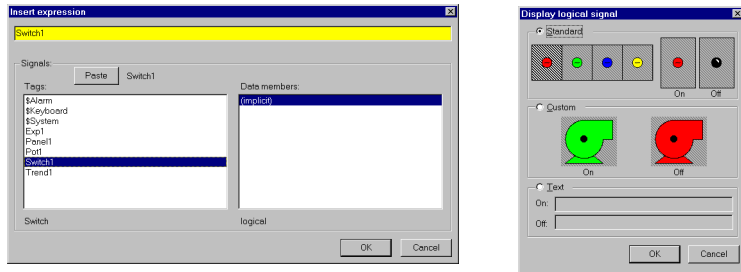 Insert expression
Switch1
Signals:
Paste Switch1
Tags:
Data members:
$Alarm
$Keyboard
$System
Exp1
Panel1
Pot1
Switch1
Trend1
(implicit)
Switch
logical
OK Cancel
Display logical signal
Standard
On Off
Custom
On Off
Text
On:
Off:
OK Cancel